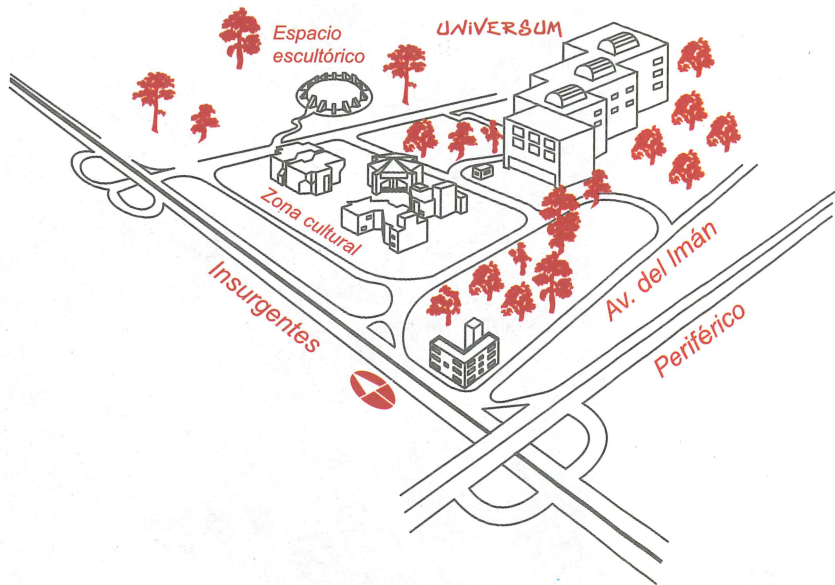 Espacio
escultórico
UNiVERSUM
Zona cultural
Insurgentes
Av. del Imán
Periférico